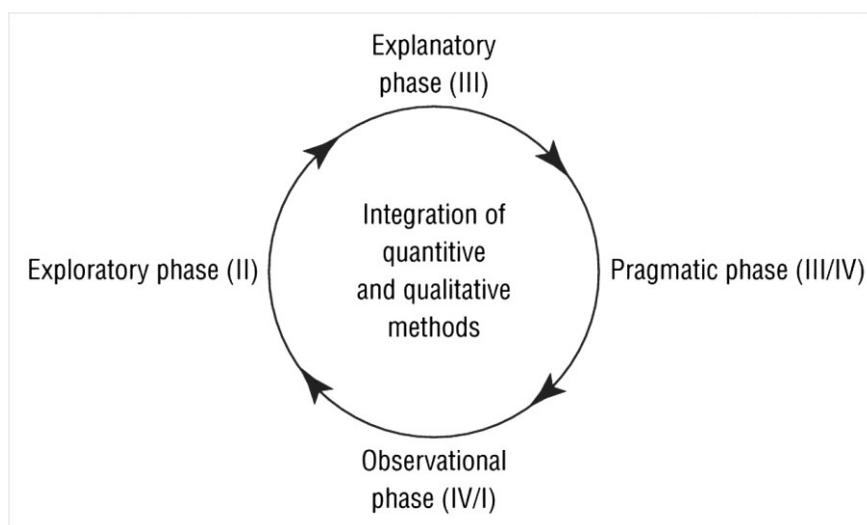 Explanatory
phase (III)
Integration of
quantitive
and qualitative
methods
Exploratory phase (II)
Pragmatic phase (III/IV)
Observational
phase (IV/I)